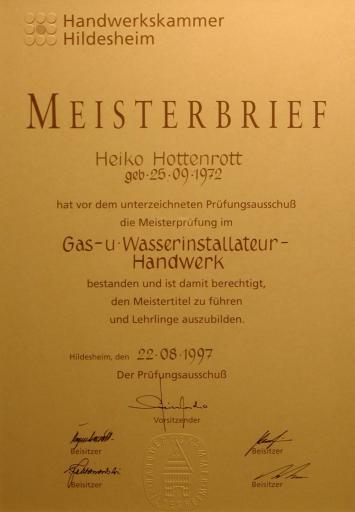 Handwerkskammer
Hildesheim
MEISTERBRIEF
Heiko Hottenrott
geb·25·09·1972
hat vor dem unterzeichneten Prüfungsausschuß
die Meisterprüfung im
Gas-u·Wasserinstallateur-
Handwerk
bestanden und ist damit berechtigt,
den Meistertitel zu führen
und Lehrlinge auszubilden.
Hildesheim, den 22·08·1997
Der Prüfungsausschuß
Vorsitzender
Beisitzer Beisitzer
Beisitzer Beisitzer